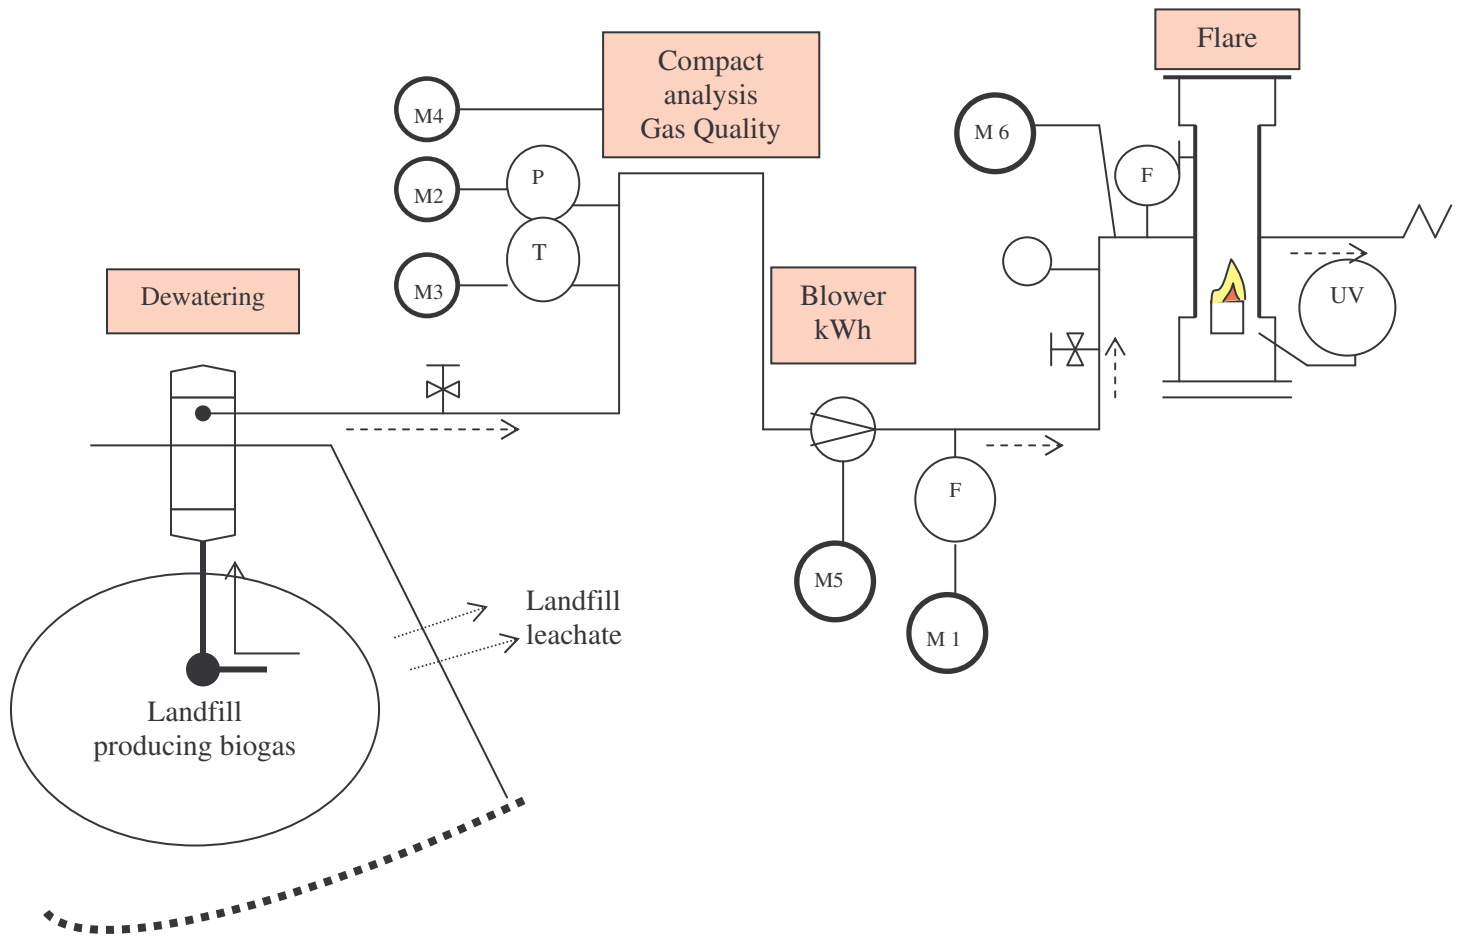 Flare
Compact
analysis
Gas Quality
M4
M 6
P
M2
F
T
M3
Dewatering
Blower
kWh
UV
F
M5
M 1
Landfill
leachate
Landfill
producing biogas